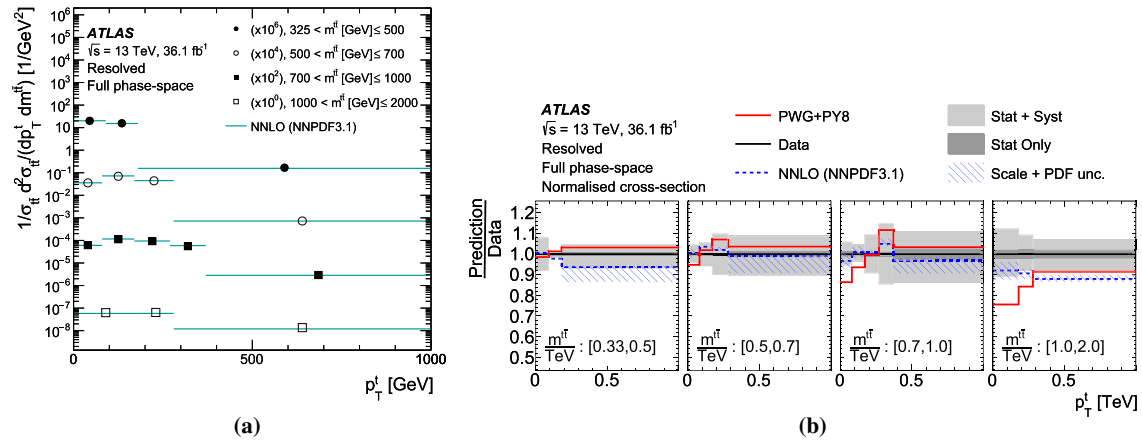 1/σ_tt̄ d²σ_tt̄/(dp_T^t dm^tt̄) [1/GeV²]
10⁶
10⁵
10⁴
10³
10²
10
1
10⁻¹
10⁻²
10⁻³
10⁻⁴
10⁻⁵
10⁻⁶
10⁻⁷
10⁻⁸
ATLAS
√s = 13 TeV, 36.1 fb¹
Resolved
Full phase-space
(x10⁶), 325 < m^tt̄ [GeV] ≤ 500
(x10⁴), 500 < m^tt̄ [GeV] ≤ 700
(x10²), 700 < m^tt̄ [GeV] ≤ 1000
(x10⁰), 1000 < m^tt̄ [GeV] ≤ 2000
NNLO (NNPDF3.1)
0 500 1000
p_T^t [GeV]
(a)
ATLAS
√s = 13 TeV, 36.1 fb¹
Resolved
Full phase-space
Normalised cross-section
PWG+PY8
Data
NNLO (NNPDF3.1)
Stat + Syst
Stat Only
Scale + PDF unc.
Prediction
Data
1.2
1.1
1.0
0.9
0.8
0.7
0.6
0.5
m^tt̄/TeV : [0.33,0.5]
m^tt̄/TeV : [0.5,0.7]
m^tt̄/TeV : [0.7,1.0]
m^tt̄/TeV : [1.0,2.0]
0 0.5 0 0.5 0 0.5 0 0.5
p_T^t [TeV]
(b)